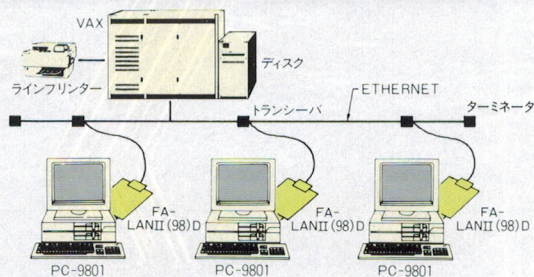 VAX
ディスク
ラインプリンター
トランシーバ
ETHERNET
ターミネータ
FA-
LANII(98)D
FA-
LANII(98)D
FA-
LANII(98)D
PC-9801
PC-9801
PC-9801